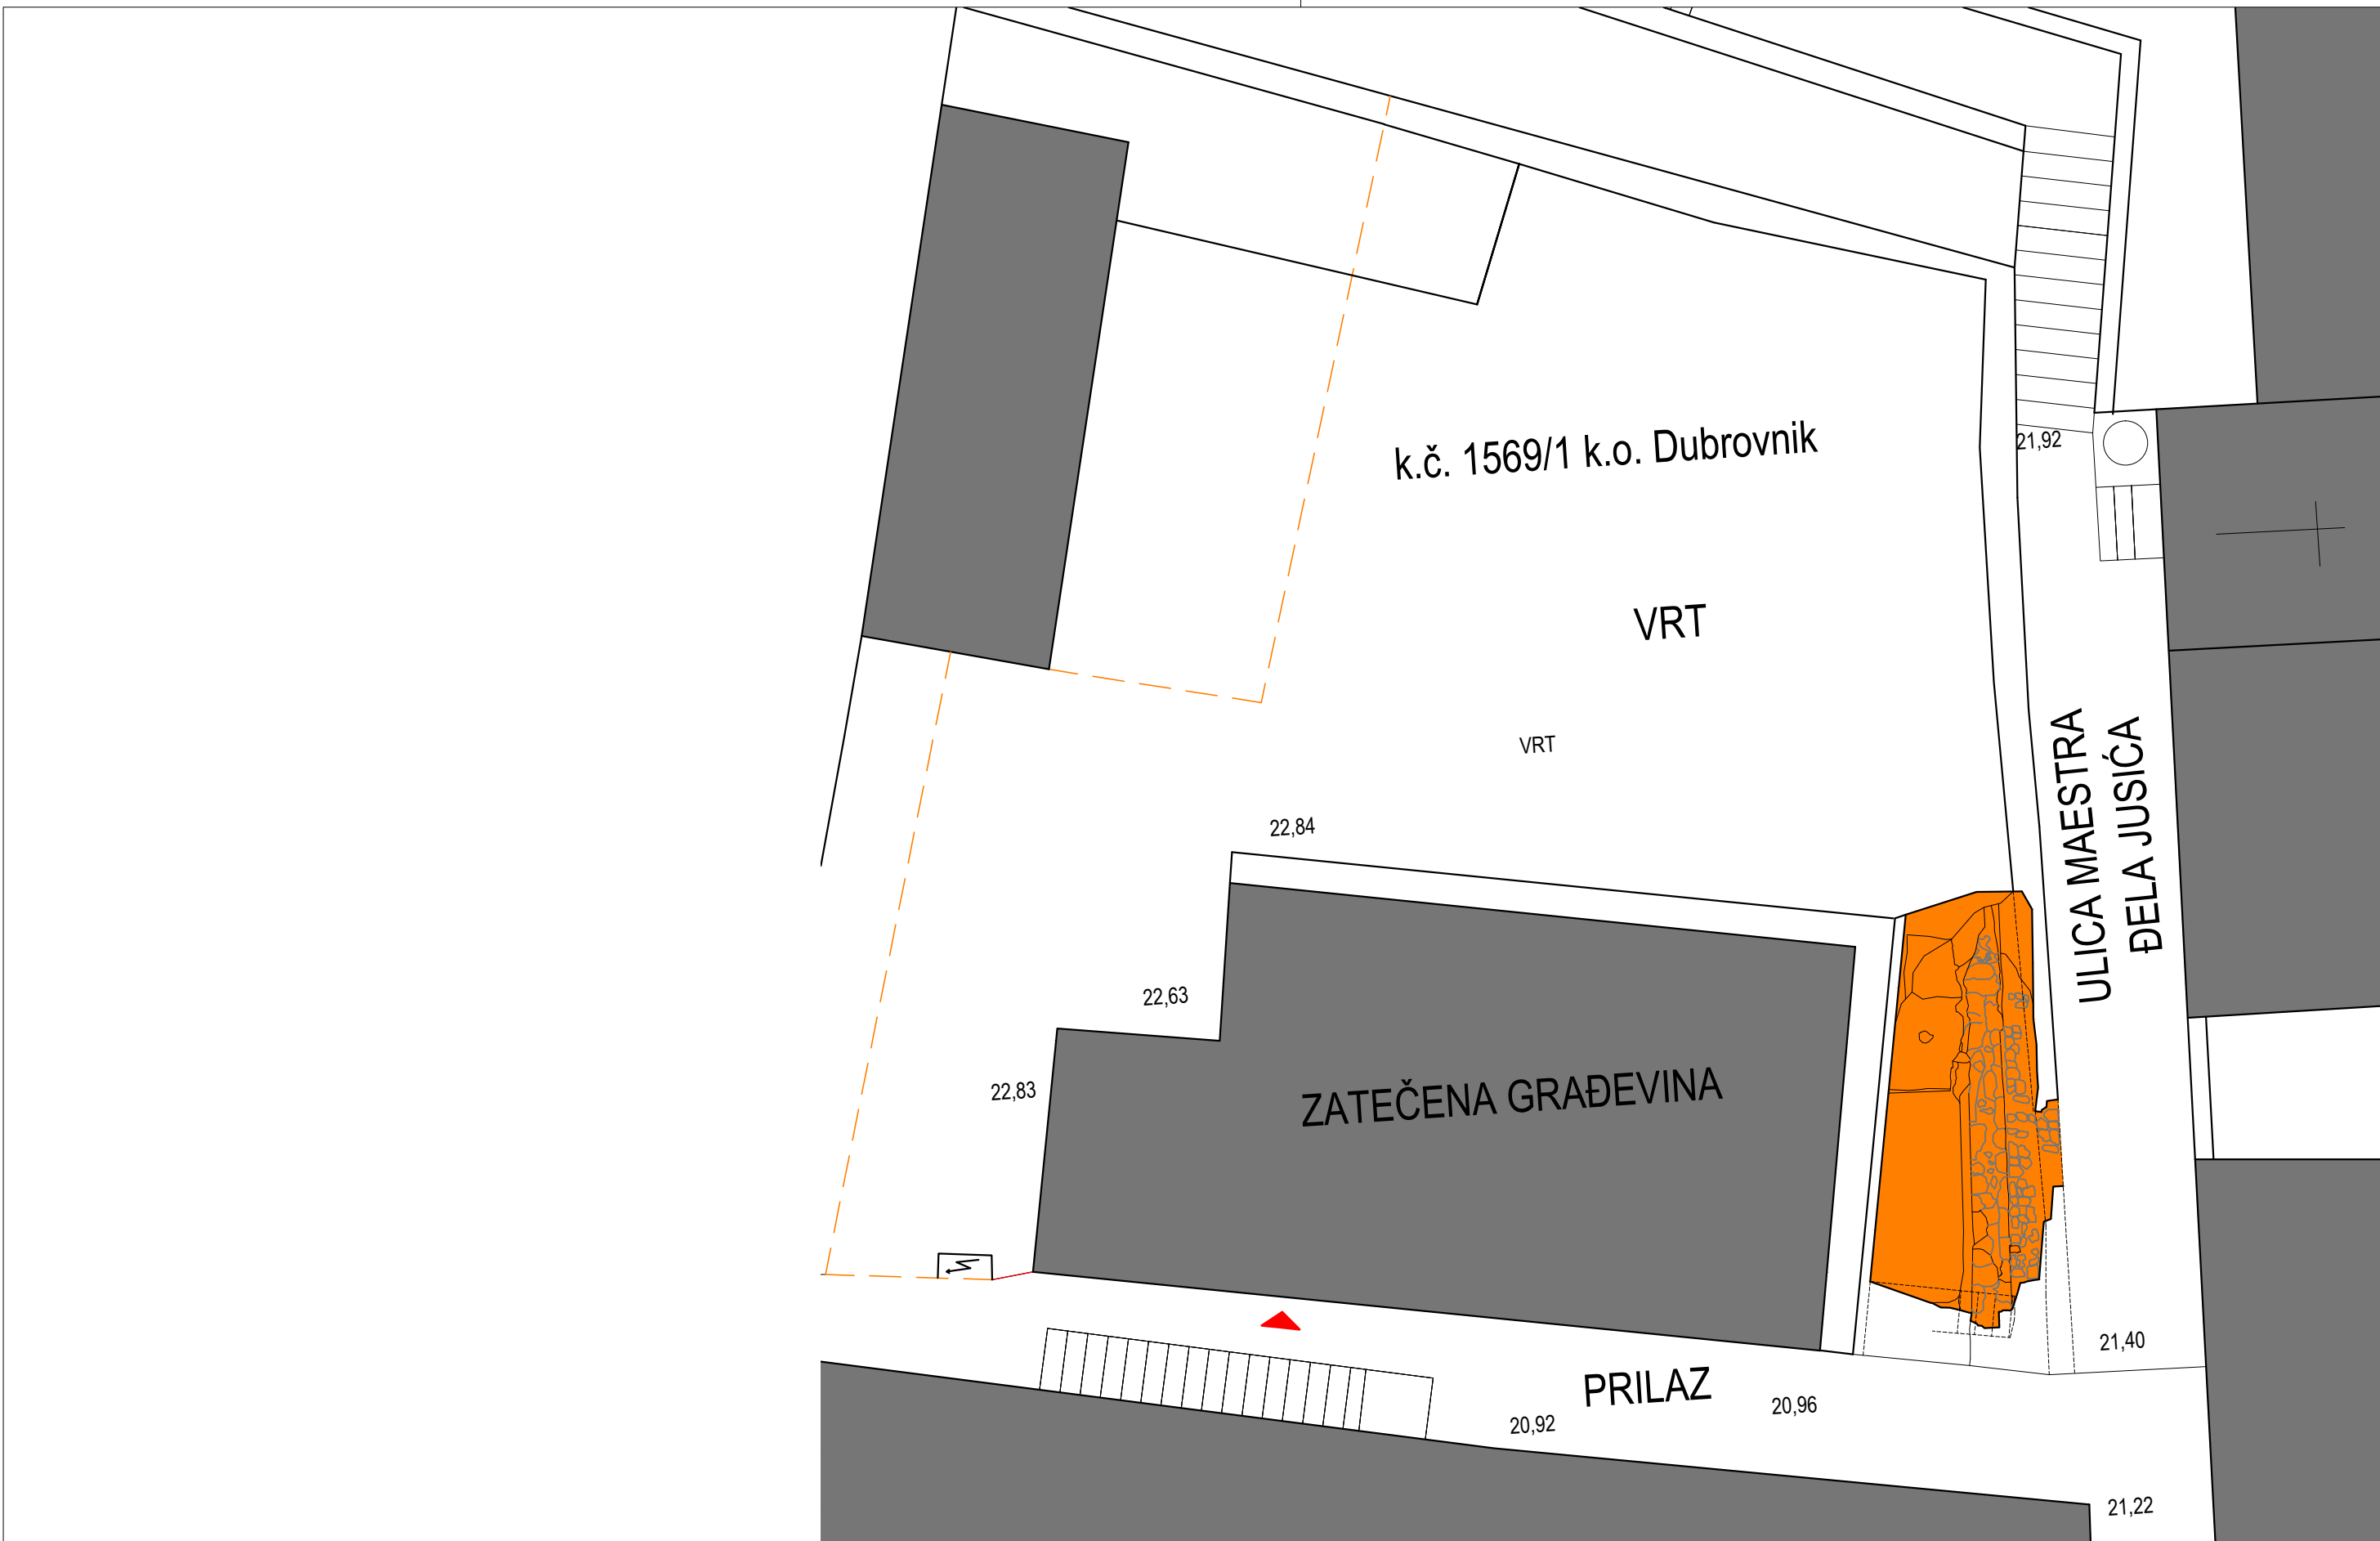 k.č. 1569/1 k.o. Dubrovnik
21,92
VRT
VRT
ULICA MAESTRA
ĐELA JUSIĆA
22,84
22,63
22,83
ZATEČENA GRAĐEVINA
21,40
PRILAZ
20,96
20,92
21,22